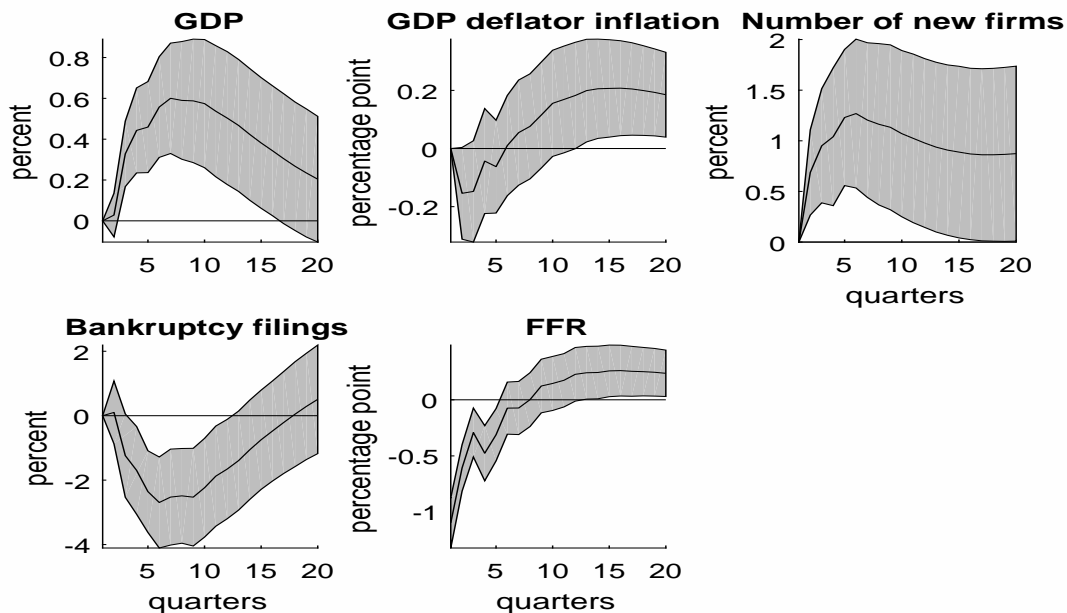 GDP
percent
0.8
0.6
0.4
0.2
0
5 10 15 20
GDP deflator inflation
percentage point
0.2
0
-0.2
5 10 15 20
Number of new firms
percent
2
1.5
1
0.5
0
5 10 15 20
quarters
Bankruptcy filings
percent
2
0
-2
-4
5 10 15 20
quarters
FFR
percentage point
0
-0.5
-1
5 10 15 20
quarters